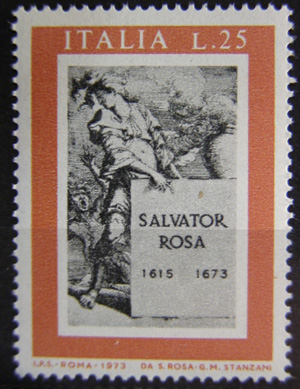 ITALIA L.25
SALVATOR
ROSA
1615 1673
I.P.S.-ROMA-1973 DA S.ROSA-G.M.STANZANI